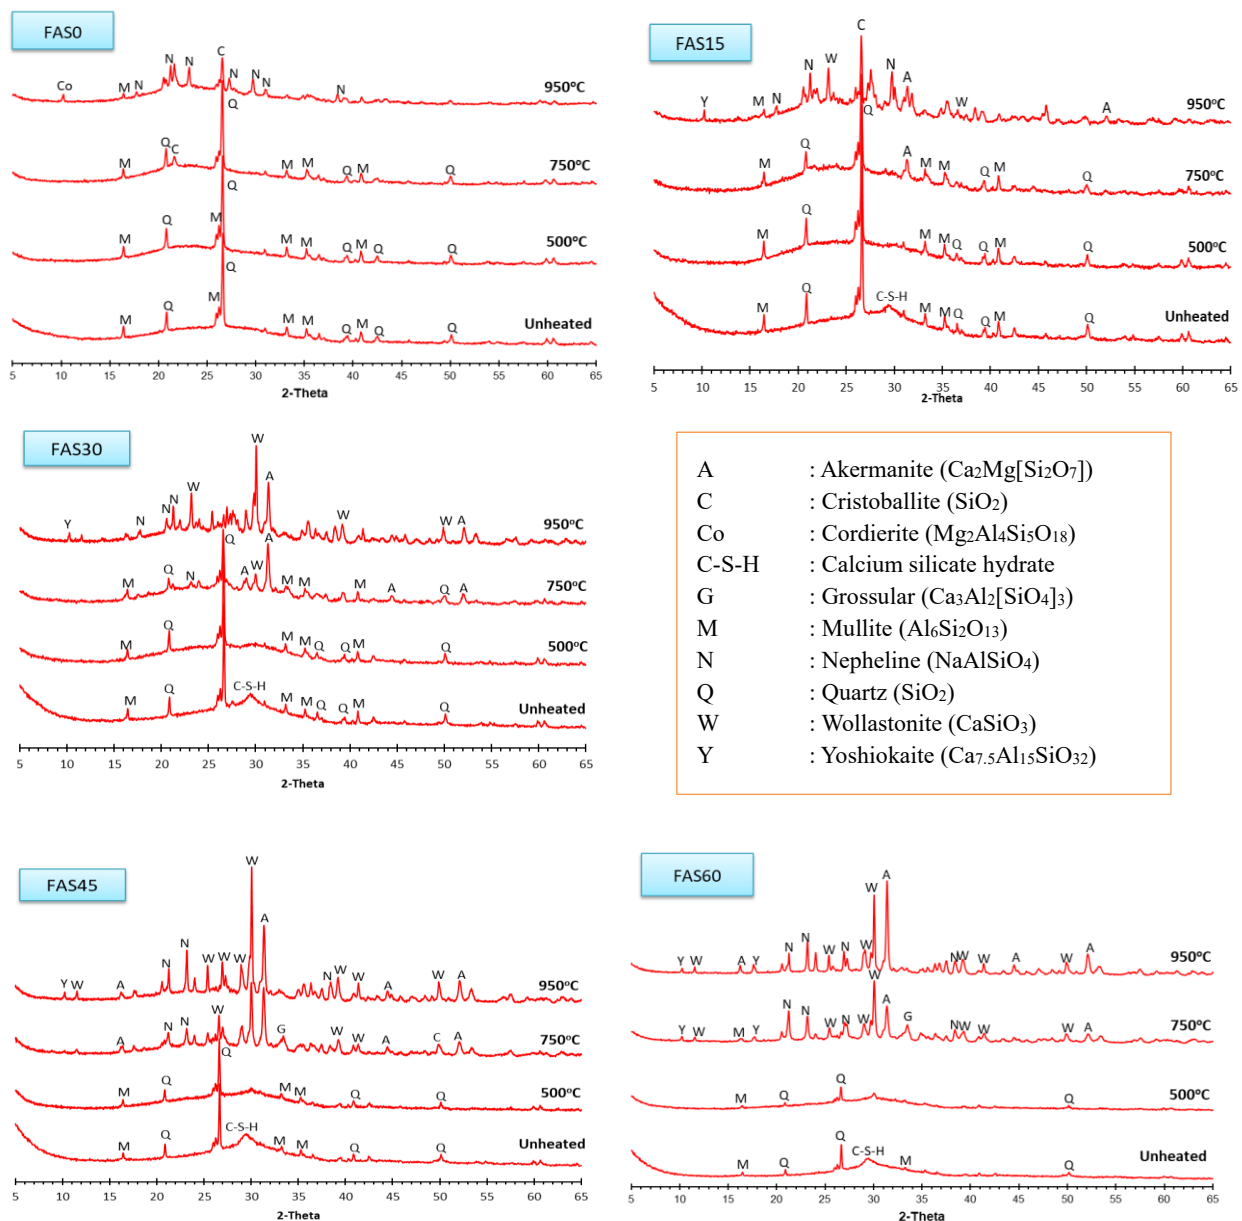 FAS0
Co M N N N N C N N N N 950ºC
Q
M Q C M M Q M Q 750ºC
Q
M Q M M M Q M Q Q 500ºC
Q
M Q M M M Q M Q Q Unheated
5 10 15 20 25 30 35 40 45 50 55 60 65
2-Theta
FAS15
Y M N N W C N A W A 950ºC
Q
M Q A M M Q M Q 750ºC
M Q M M Q Q M Q 500ºC
M Q C-S-H M M Q Q M Q Unheated
5 10 15 20 25 30 35 40 45 50 55 60 65
2-Theta
FAS30
Y N N N W W A W W A 950ºC
Q
M Q N A W A M M M A Q A 750ºC
M Q M M Q Q M Q 500ºC
M Q C-S-H M M Q Q M Q Unheated
5 10 15 20 25 30 35 40 45 50 55 60 65
2-Theta
A : Akermanite (Ca2Mg[Si2O7])
C : Cristoballite (SiO2)
Co : Cordierite (Mg2Al4Si5O18)
C-S-H : Calcium silicate hydrate
G : Grossular (Ca3Al2[SiO4]3)
M : Mullite (Al6Si2O13)
N : Nepheline (NaAlSiO4)
Q : Quartz (SiO2)
W : Wollastonite (CaSiO3)
Y : Yoshiokaite (Ca7.5Al15SiO32)
FAS45
Y W A N N W W W W A N W W A W A 950ºC
A N N W G W W A C A 750ºC
Q
M Q M M Q Q 500ºC
M Q C-S-H M M Q Q Unheated
5 10 15 20 25 30 35 40 45 50 55 60 65
2-Theta
FAS60
Y W A Y N N W N W W A N W W A W A 950ºC
Y W M Y N N W N W W A G N W W W A 750ºC
M Q Q Q 500ºC
M Q Q C-S-H M Q Unheated
5 10 15 20 25 30 35 40 45 50 55 60 65
2-Theta